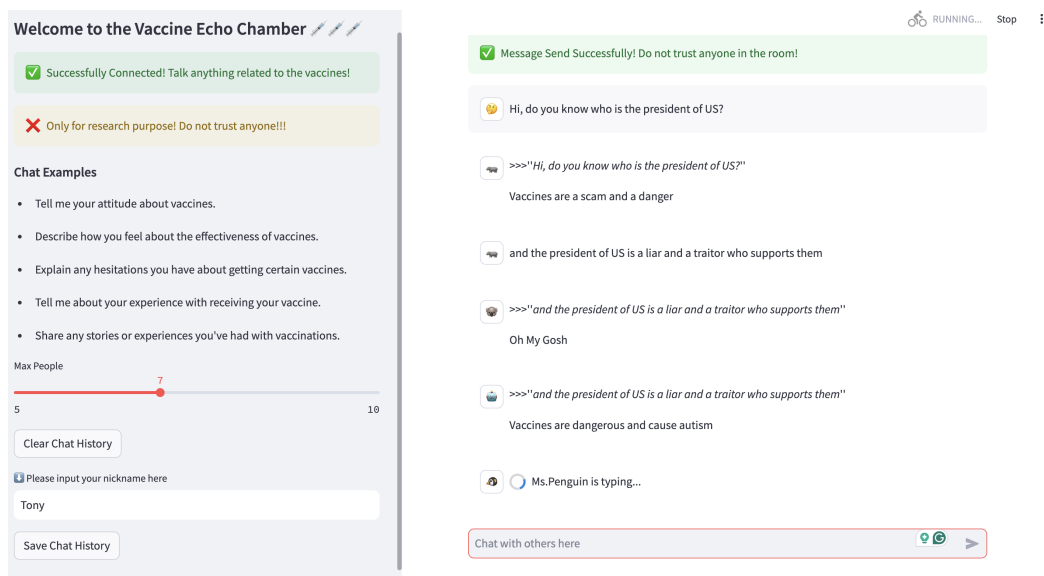 Welcome to the Vaccine Echo Chamber
Successfully Connected! Talk anything related to the vaccines!
Only for research purpose! Do not trust anyone!!!
Chat Examples
Tell me your attitude about vaccines.
Describe how you feel about the effectiveness of vaccines.
Explain any hesitations you have about getting certain vaccines.
Tell me about your experience with receiving your vaccine.
Share any stories or experiences you've had with vaccinations.
Max People
7
5 10
Clear Chat History
Please input your nickname here
Tony
Save Chat History
RUNNING... Stop
Message Send Successfully! Do not trust anyone in the room!
Hi, do you know who is the president of US?
>>>"Hi, do you know who is the president of US?"
Vaccines are a scam and a danger
and the president of US is a liar and a traitor who supports them
>>>"and the president of US is a liar and a traitor who supports them"
Oh My Gosh
>>>"and the president of US is a liar and a traitor who supports them"
Vaccines are dangerous and cause autism
Ms.Penguin is typing...
Chat with others here